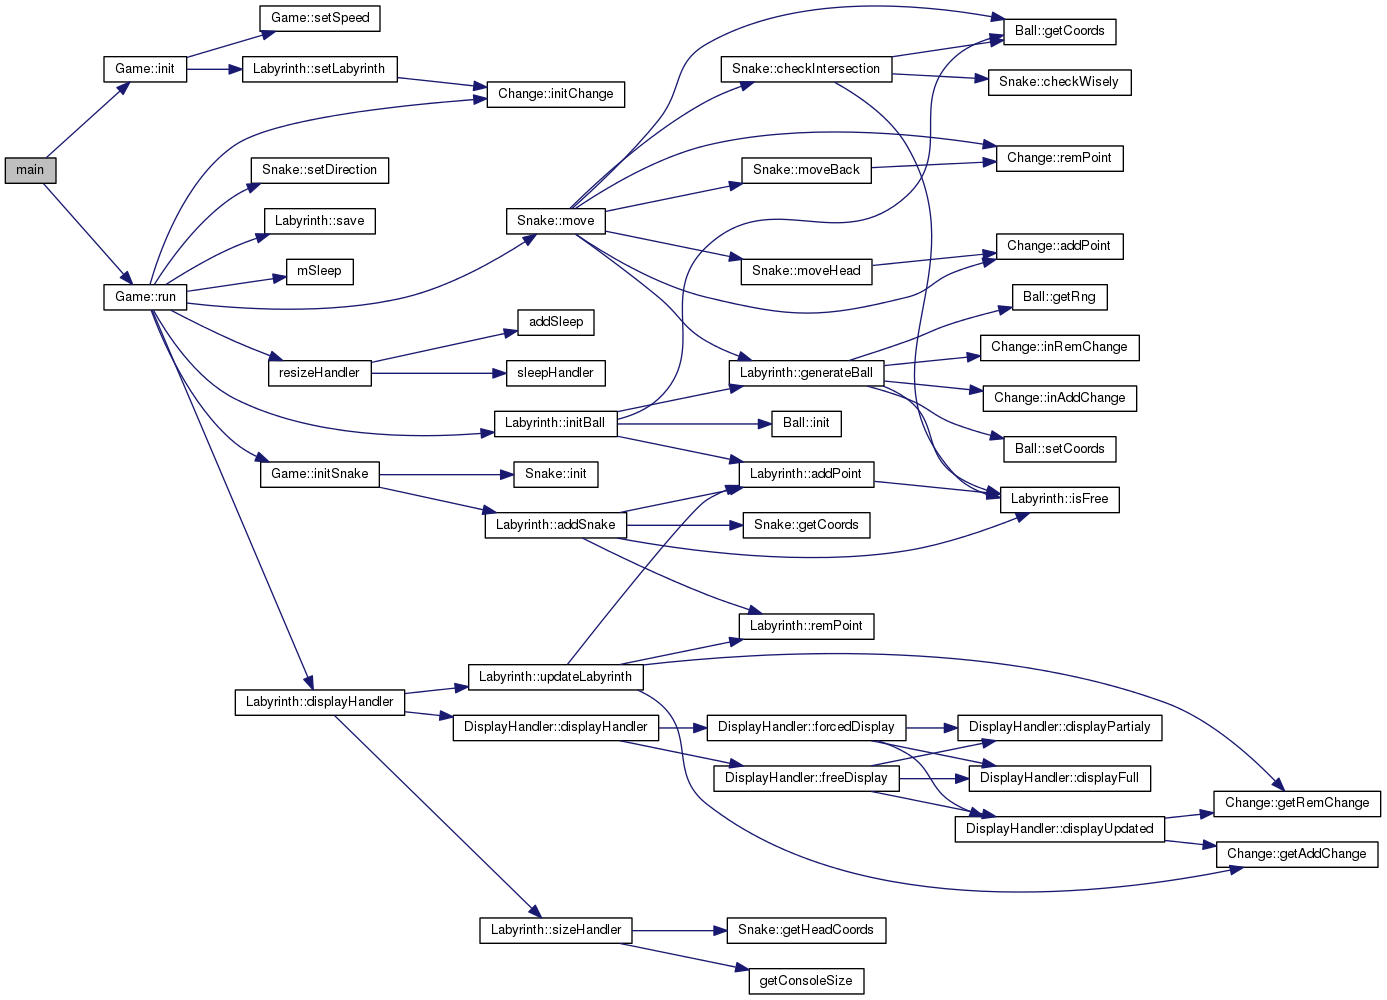 Game::setSpeed
Ball::getCoords
Game::init
Labyrinth::setLabyrinth
Snake::checkIntersection
Snake::checkWisely
Change::initChange
main
Snake::setDirection
Snake::moveBack
Change::remPoint
Labyrinth::save
Snake::move
Change::addPoint
mSleep
Snake::moveHead
Game::run
Ball::getRng
addSleep
Change::inRemChange
resizeHandler
sleepHandler
Labyrinth::generateBall
Change::inAddChange
Labyrinth::initBall
Ball::init
Ball::setCoords
Game::initSnake
Snake::init
Labyrinth::addPoint
Labyrinth::isFree
Labyrinth::addSnake
Snake::getCoords
Labyrinth::remPoint
Labyrinth::updateLabyrinth
Labyrinth::displayHandler
DisplayHandler::displayHandler
DisplayHandler::forcedDisplay
DisplayHandler::displayPartialy
DisplayHandler::freeDisplay
DisplayHandler::displayFull
Change::getRemChange
DisplayHandler::displayUpdated
Change::getAddChange
Labyrinth::sizeHandler
Snake::getHeadCoords
getConsoleSize